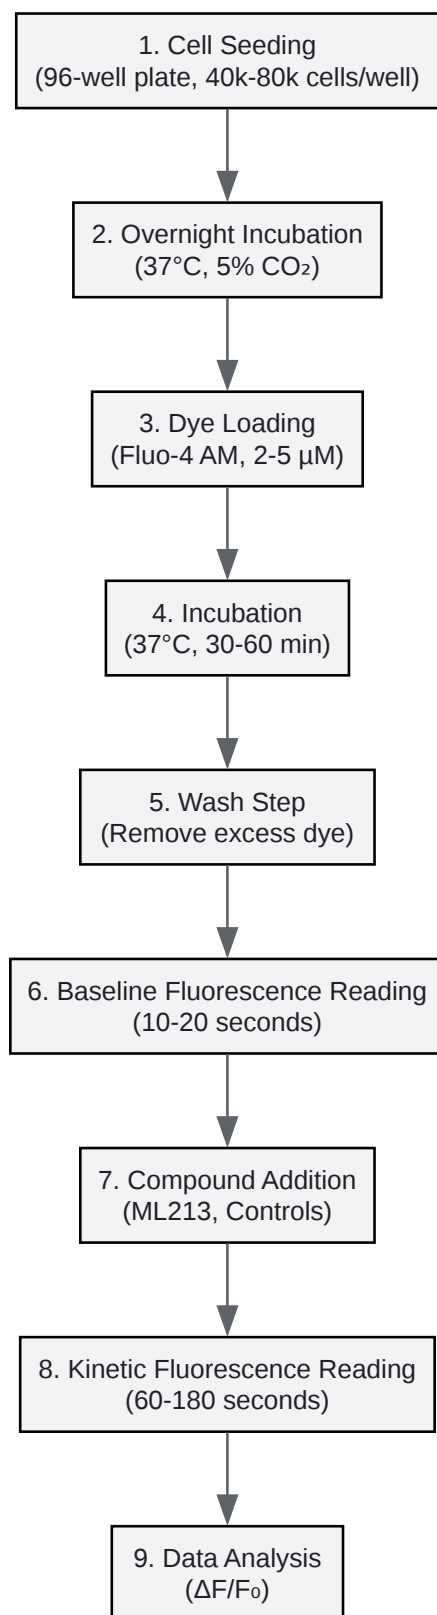 1. Cell Seeding
(96-well plate, 40k-80k cells/well)
2. Overnight Incubation
(37°C, 5% CO₂)
3. Dye Loading
(Fluo-4 AM, 2-5 µM)
4. Incubation
(37°C, 30-60 min)
5. Wash Step
(Remove excess dye)
6. Baseline Fluorescence Reading
(10-20 seconds)
7. Compound Addition
(ML213, Controls)
8. Kinetic Fluorescence Reading
(60-180 seconds)
9. Data Analysis
(ΔF/F₀)